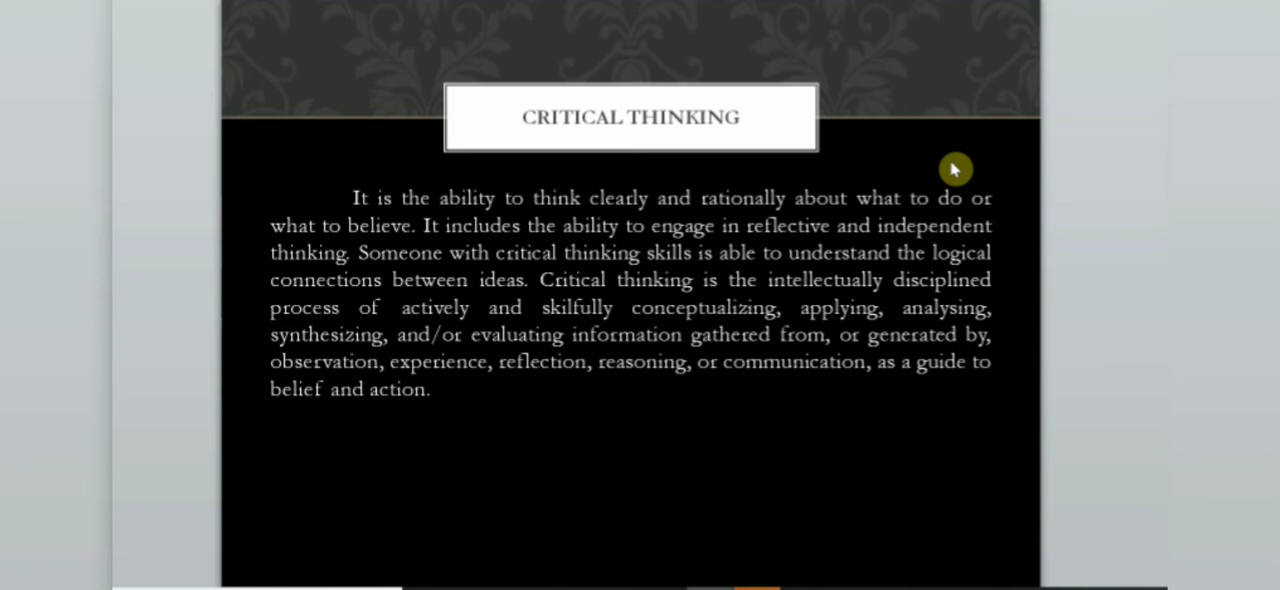 CRITICAL THINKING
It is the ability to think clearly and rationally about what to do or
what to believe. It includes the ability to engage in reflective and independent
thinking. Someone with critical thinking skills is able to understand the logical
connections between ideas. Critical thinking is the intellectually disciplined
process of actively and skilfully conceptualizing, applying, analysing,
synthesizing, and/or evaluating information gathered from, or generated by,
observation, experience, reflection, reasoning, or communication, as a guide to
belief and action.